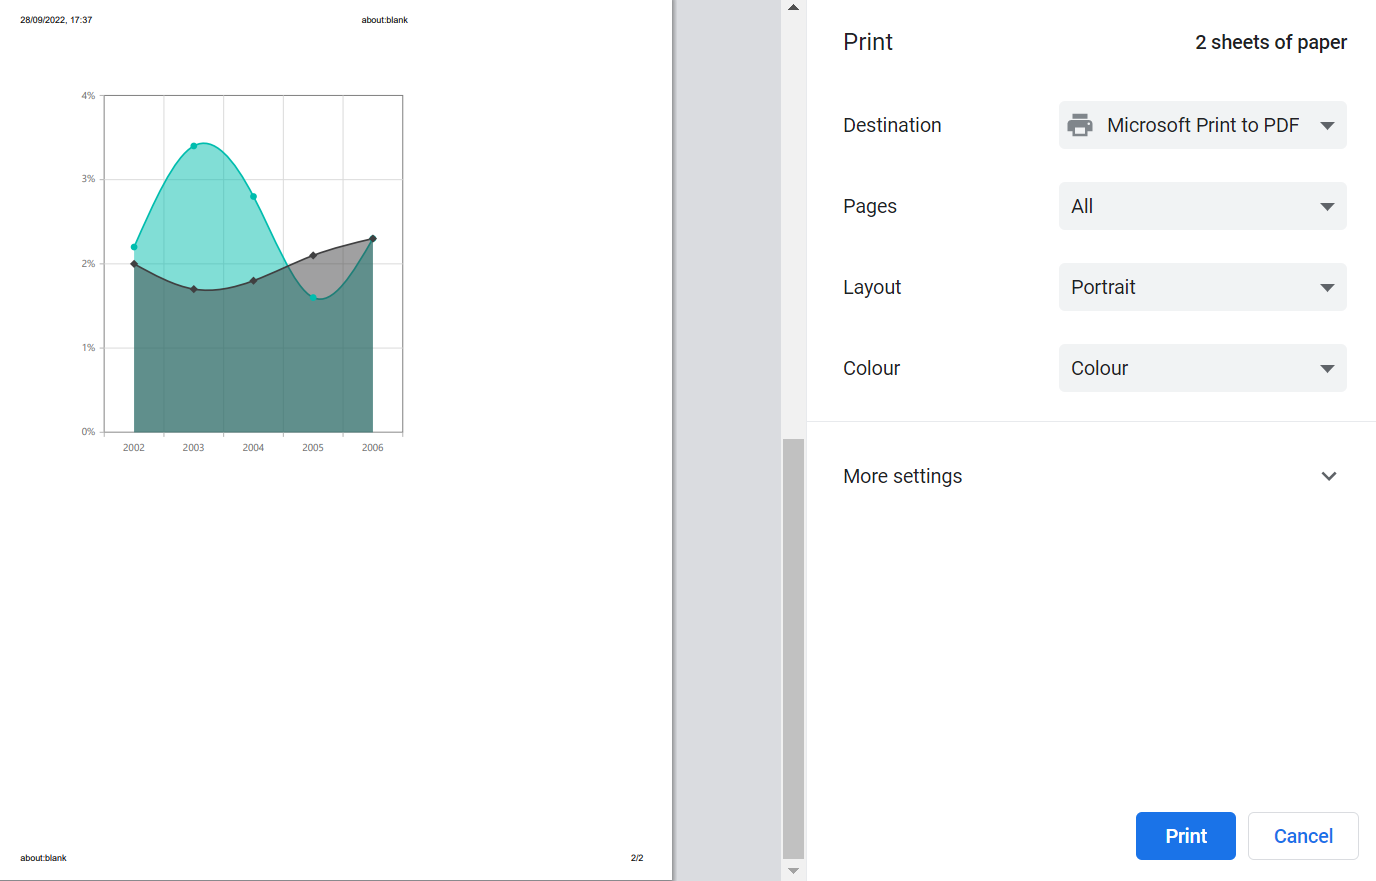 28/09/2022, 17:37
about:blank
4%
3%
2%
1%
0%
2002 2003 2004 2005 2006
about:blank
2/2
Print
2 sheets of paper
Destination
Microsoft Print to PDF
Pages
All
Layout
Portrait
Colour
Colour
More settings
Print
Cancel